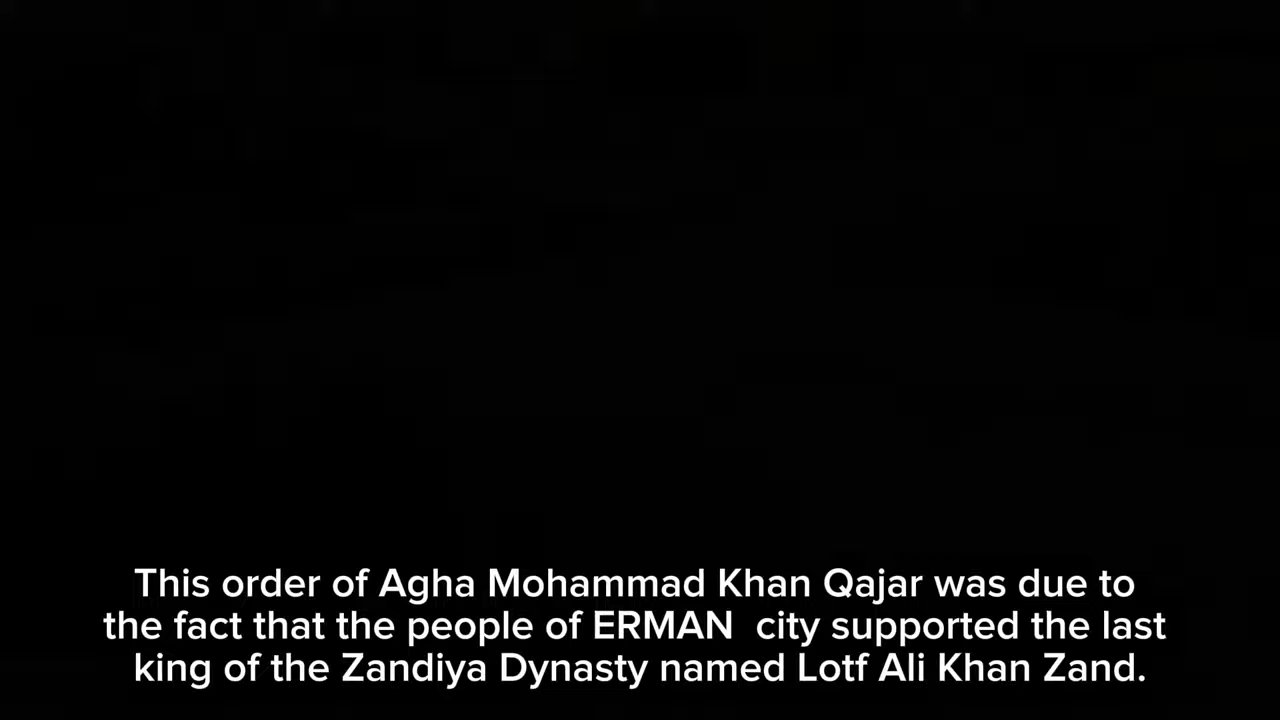 This order of Agha Mohammad Khan Qajar was due to
the fact that the people of ERMAN  city supported the last
king of the Zandiya Dynasty named Lotf Ali Khan Zand.